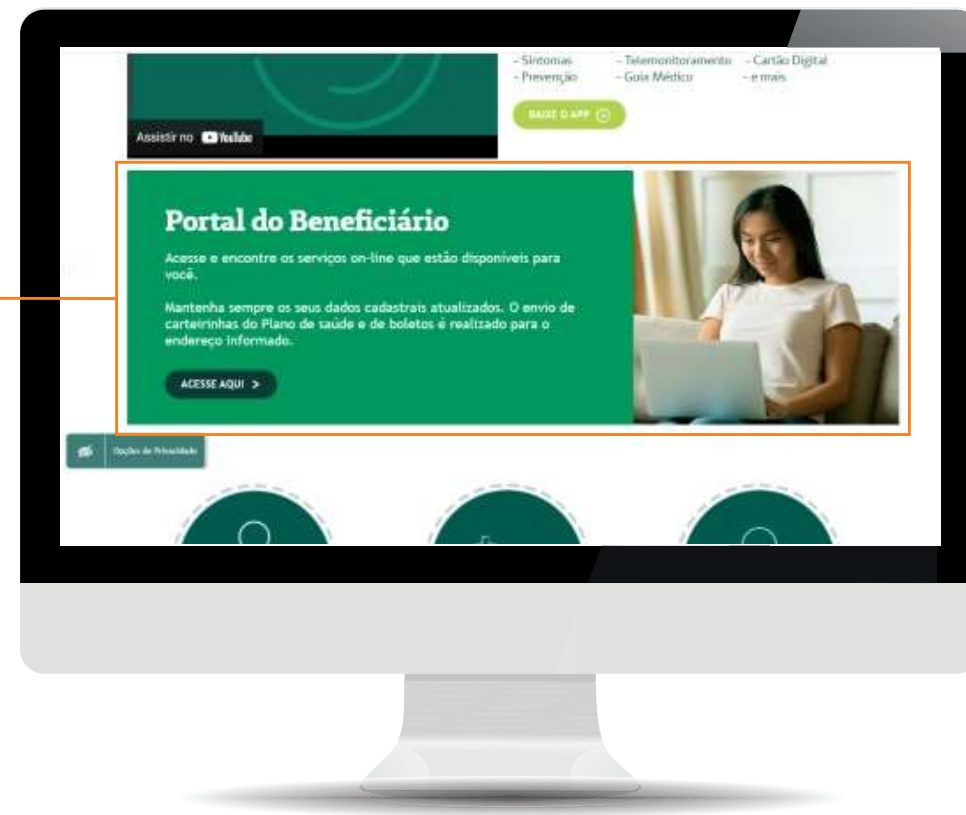 - Sintomas
- Prevenção
- Telemonitoramento
- Guia Médico
- Cartão Digital
- e mais
BAIXE O APP
Assistir no YouTube
Portal do Beneficiário
Acesse e encontre os serviços on-line que estão disponíveis para
você.
Mantenha sempre os seus dados cadastrais atualizados. O envio de
carteirinhas do Plano de saúde e de boletos é realizado para o
endereço informado.
ACESSE AQUI >
Opções de Privacidade